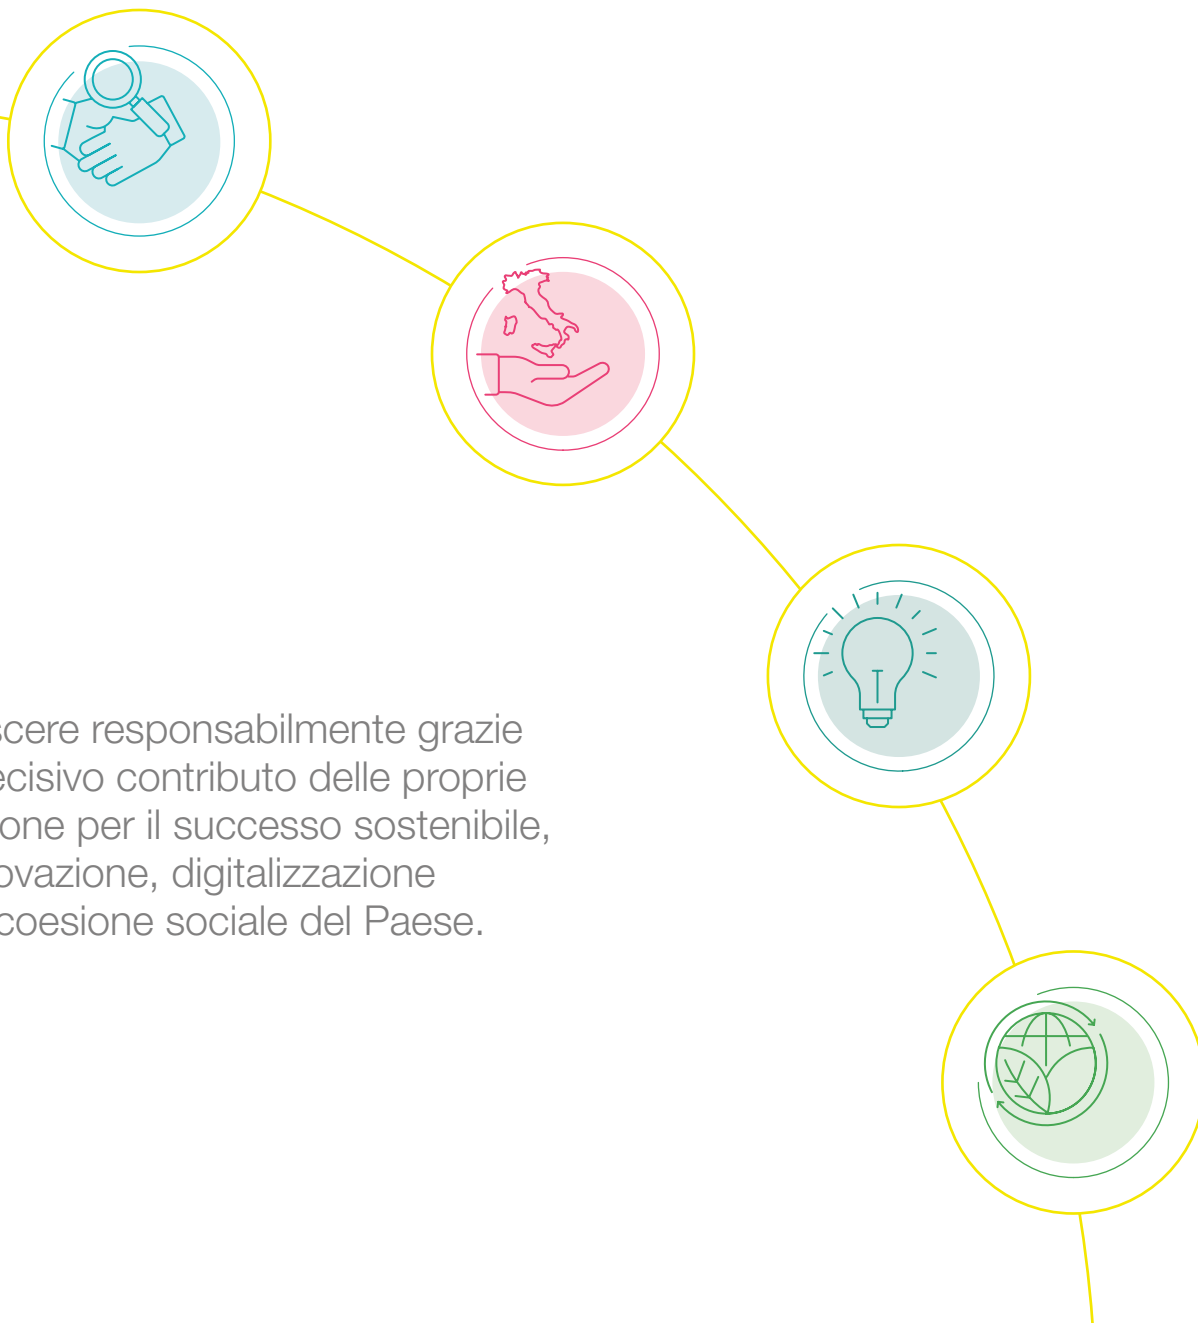 scere responsabilmente grazie
ecisivo contributo delle proprie
one per il successo sostenibile,
ovazione, digitalizzazione
coesione sociale del Paese.